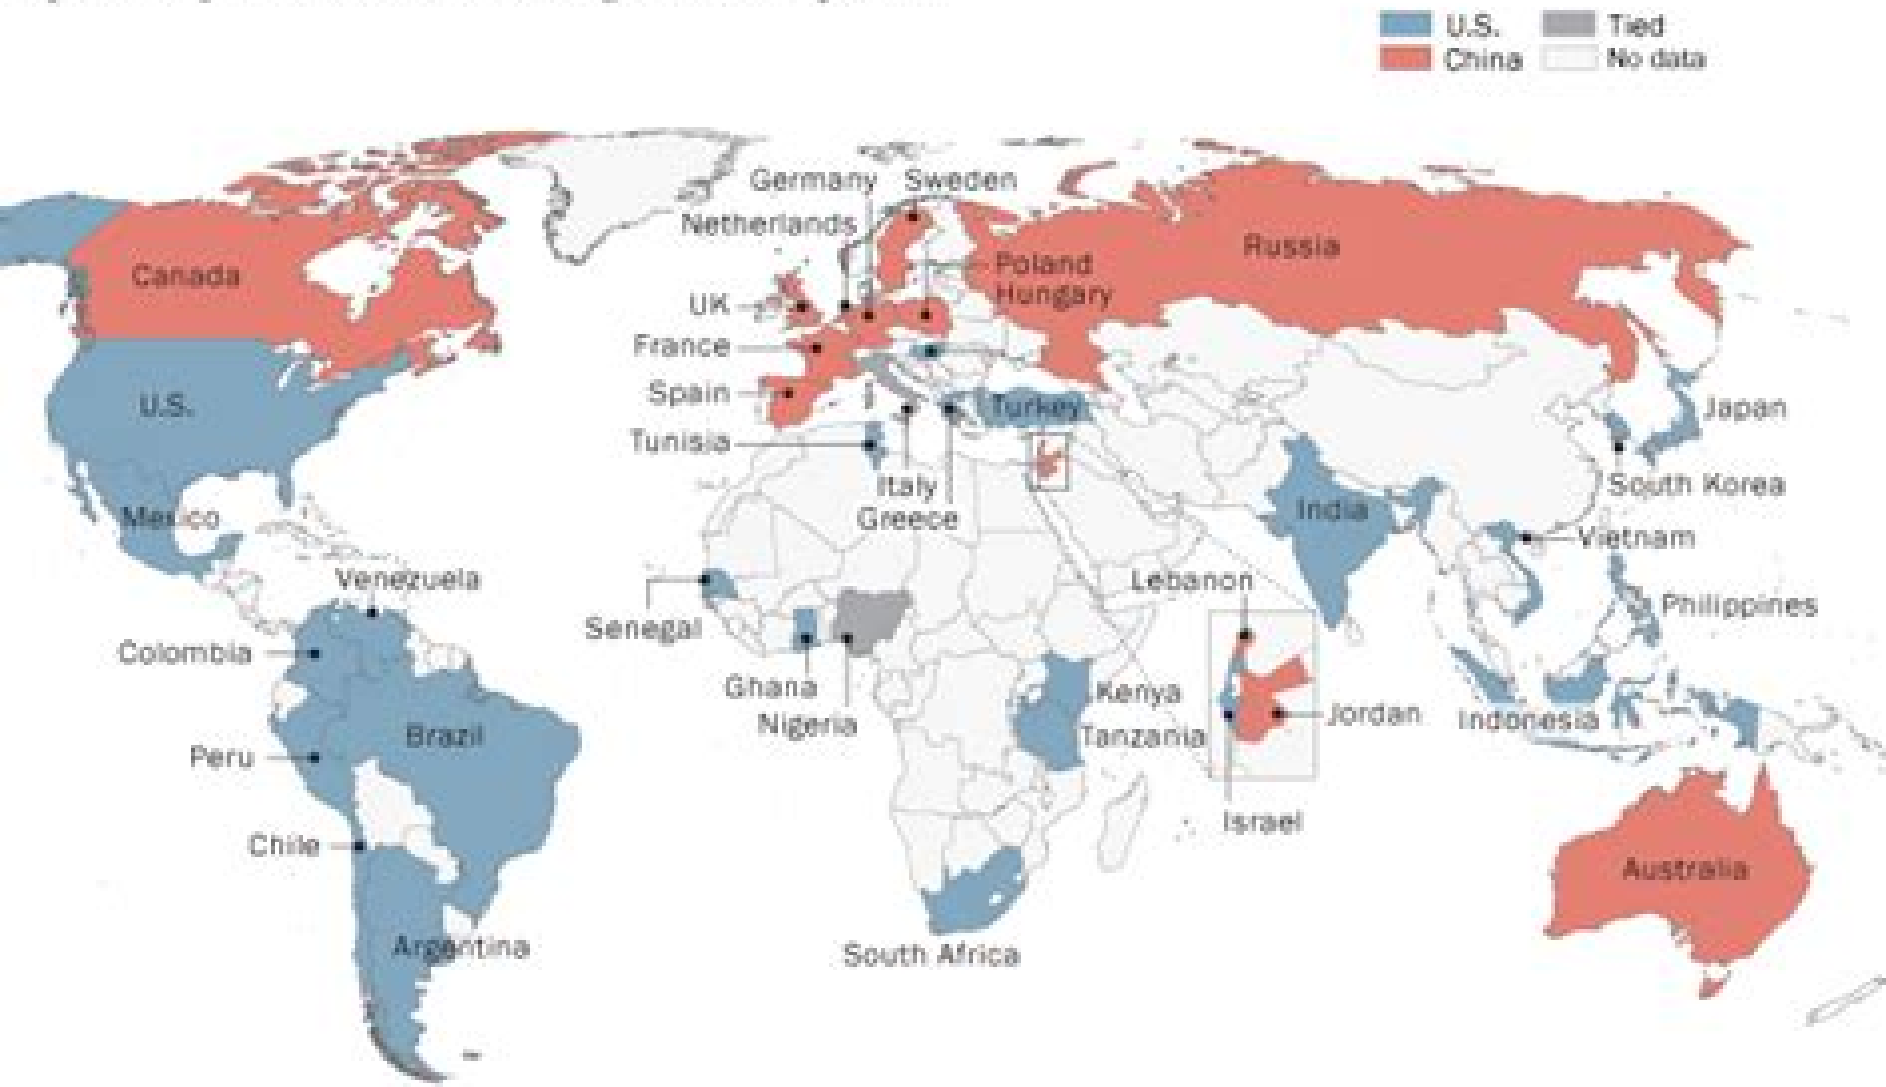 U.S.
Tied
China
No data
Germany
Sweden
Netherlands
Canada
Russia
Poland
Hungary
UK
France
Spain
U.S.
Turkey
Japan
Tunisia
Italy
South Korea
Greece
India
Mexico
Vietnam
Venezuela
Lebanon
Philippines
Senegal
Colombia
Ghana
Kenya
Nigeria
Jordan
Indonesia
Brazil
Tanzania
Peru
Israel
Chile
Australia
Argentina
South Africa